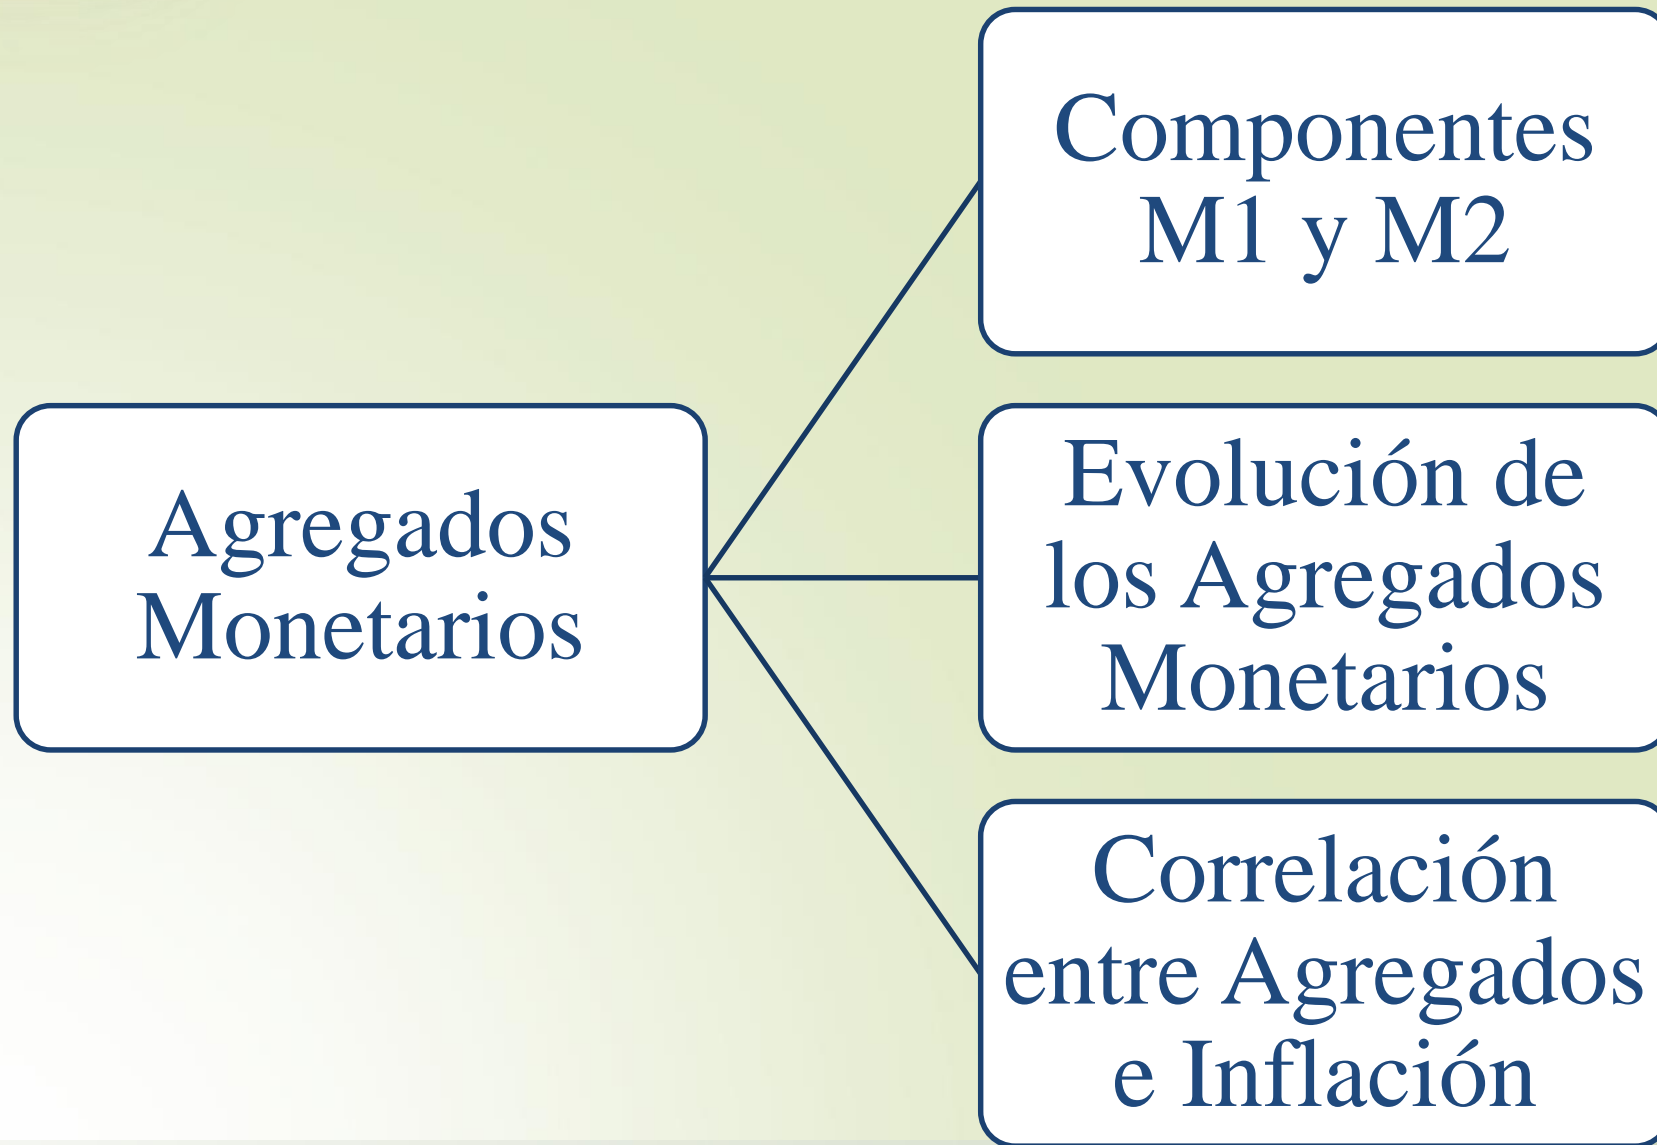 Agregados
Monetarios
Componentes
M1 y M2
Evolución de
los Agregados
Monetarios
Correlación
entre Agregados
e Inflación